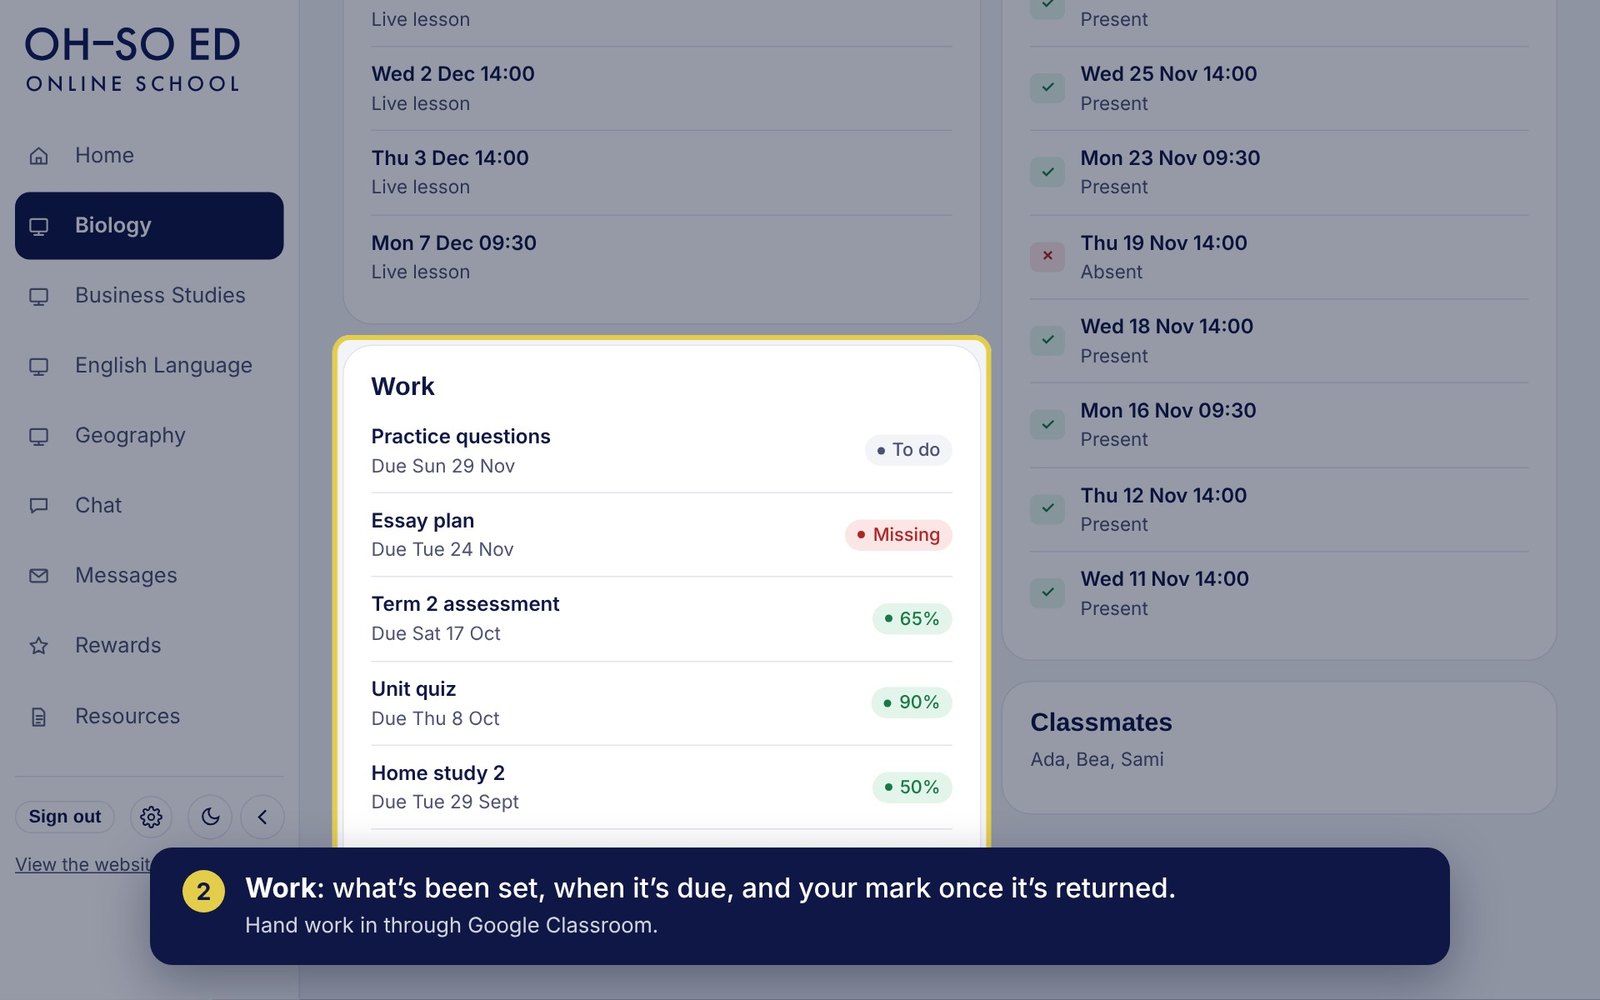 OH–SO ED
ONLINE SCHOOL
Home
Biology
Business Studies
English Language
Geography
Chat
Messages
Rewards
Resources
Sign out
View the websit
Live lesson
Wed 2 Dec 14:00
Live lesson
Thu 3 Dec 14:00
Live lesson
Mon 7 Dec 09:30
Live lesson
Work
Practice questions
Due Sun 29 Nov
To do
Essay plan
Due Tue 24 Nov
Missing
Term 2 assessment
Due Sat 17 Oct
65%
Unit quiz
Due Thu 8 Oct
90%
Home study 2
Due Tue 29 Sept
50%
Present
Wed 25 Nov 14:00
Present
Mon 23 Nov 09:30
Present
Thu 19 Nov 14:00
Absent
Wed 18 Nov 14:00
Present
Mon 16 Nov 09:30
Present
Thu 12 Nov 14:00
Present
Wed 11 Nov 14:00
Present
Classmates
Ada, Bea, Sami
2
Work: what’s been set, when it’s due, and your mark once it’s returned.
Hand work in through Google Classroom.